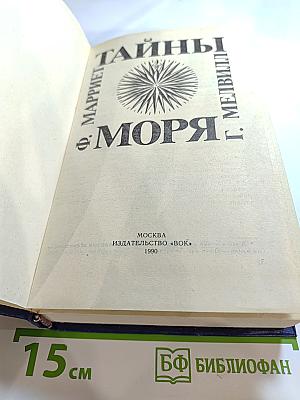 ТАЙНЫ
МОРЯ
Ф. МАРРИЕТ
Г. МЕЛВИЛЛ
МОСКВА
ИЗДАТЕЛЬСТВО «ВОК»
1990
15 см
БФ БИБЛИОФАН